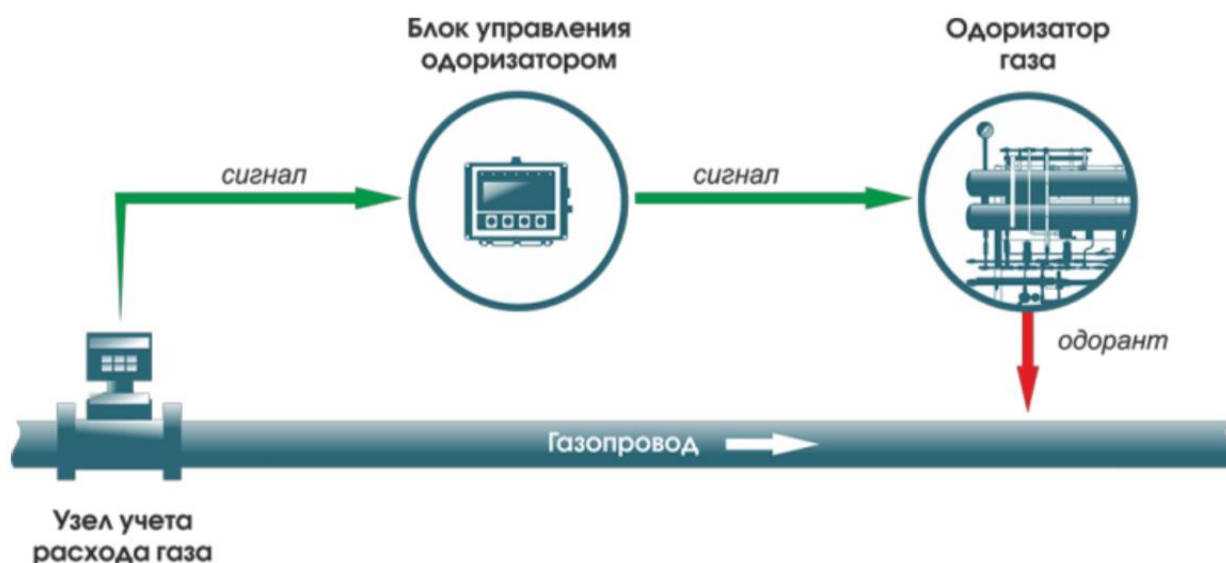 Блок управления
одоризатором
Одоризатор
газа
сигнал
сигнал
одорант
Газопровод
Узел учета
расхода газа